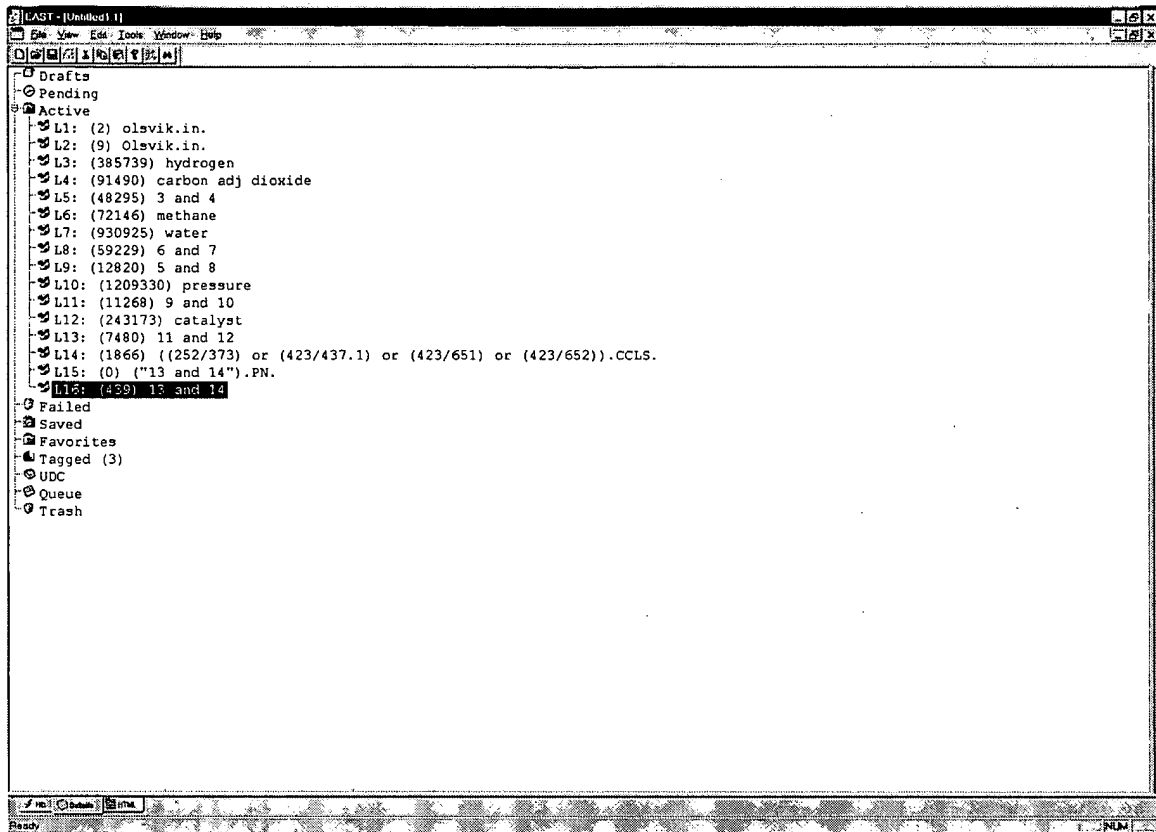 EAST - [Untitled1:1]
File View Edit Tools Window Help
Drafts
Pending
Active
L1: (2) olsvik.in.
L2: (9) Olsvik.in.
L3: (385739) hydrogen
L4: (91490) carbon adj dioxide
L5: (48295) 3 and 4
L6: (72146) methane
L7: (930925) water
L8: (59229) 6 and 7
L9: (12820) 5 and 8
L10: (1209330) pressure
L11: (11268) 9 and 10
L12: (243173) catalyst
L13: (7480) 11 and 12
L14: (1866) ((252/373) or (423/437.1) or (423/651) or (423/652)).CCLS.
L15: (0) ("13 and 14").PN.
L16: (439) 13 and 14
Failed
Saved
Favorites
Tagged (3)
UDC
Queue
Trash
Details HTML
Ready NUM